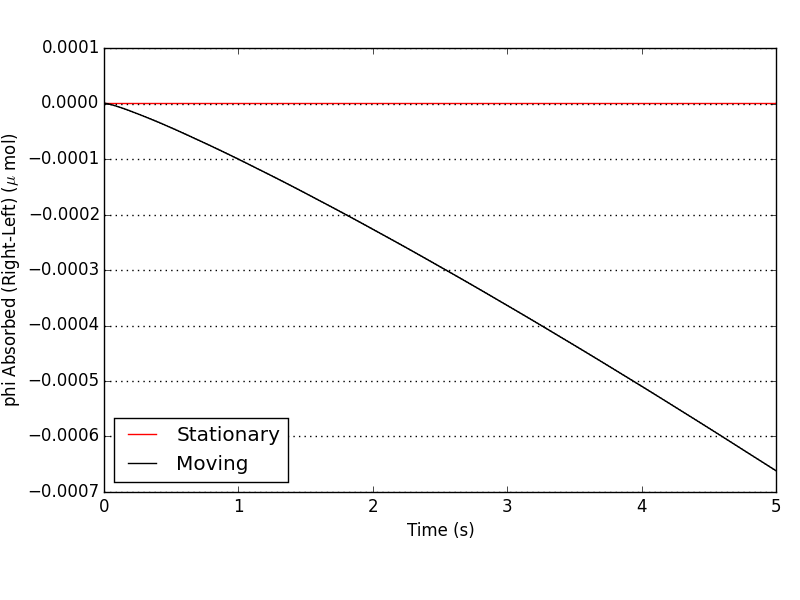 0.0001
0.0000
−0.0001
−0.0002
−0.0003
−0.0004
−0.0005
−0.0006
−0.0007
phi Absorbed (Right-Left) (μ mol)
Stationary
Moving
0 1 2 3 4 5
Time (s)